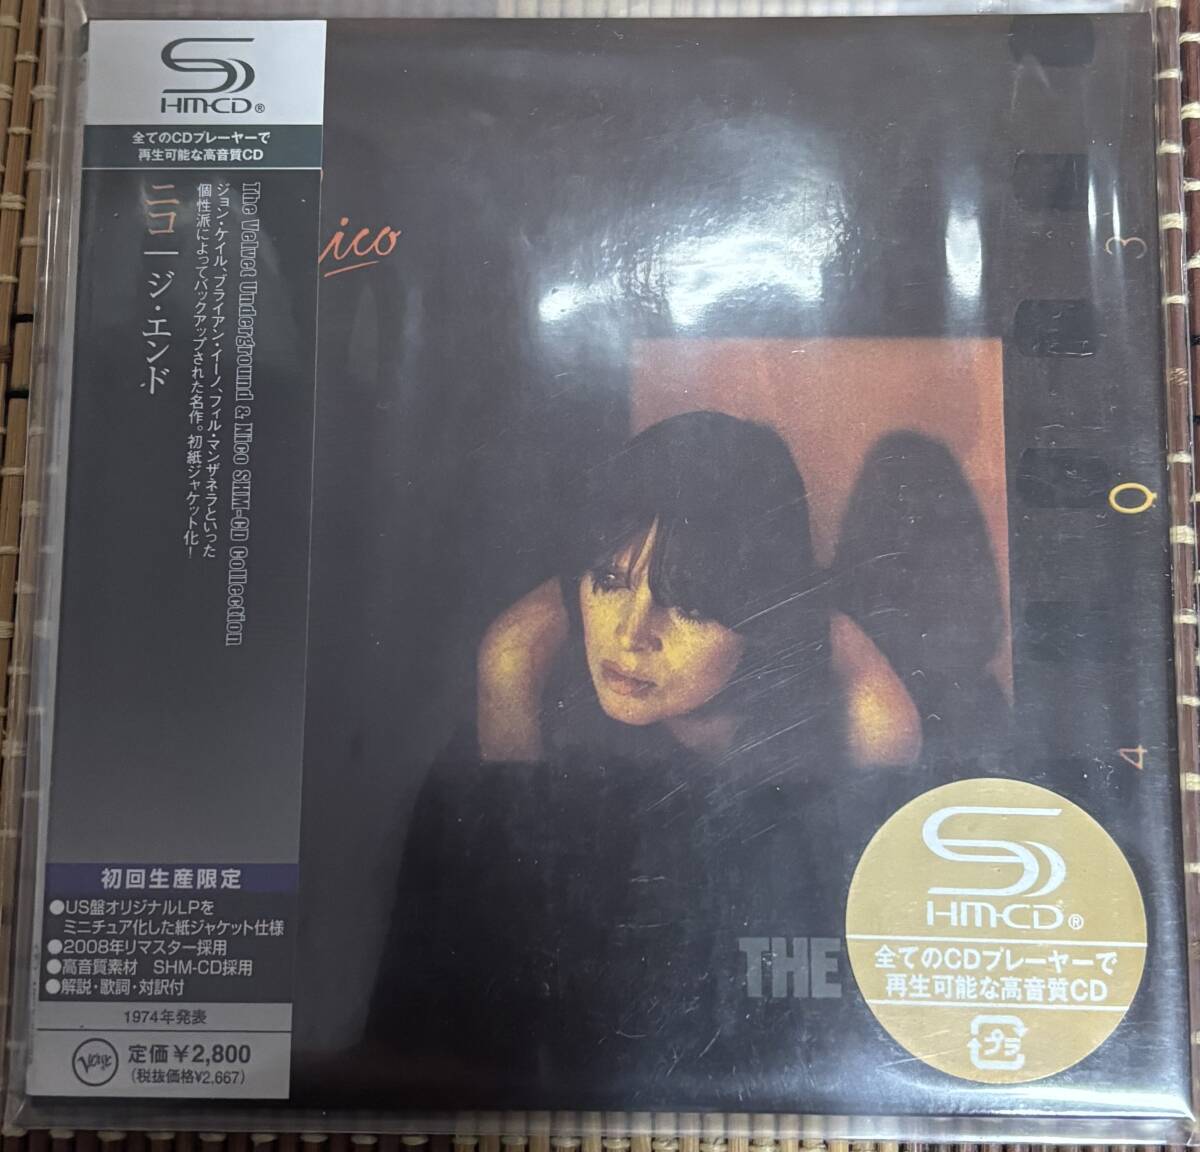 SHM-CD®
全てのCDプレーヤーで
再生可能な高音質CD
The Velvet Underground & Nico SHM-CD Collection
ジョン・ケイル、ブライアン・イーノ、フィル・マンザネラといった
個性派によってバックアップされた名作。初紙ジャケット化!
ニコ|ジ・エンド
初回生産限定
●US盤オリジナルLPを
ミニチュア化した紙ジャケット仕様
●2008年リマスター採用
●高音質素材 SHM-CD採用
●解説・歌詞・対訳付
1974年発表
Verve
定価¥2,800
(税抜価格¥2,667)
ico
3
0
4
THE
SHM-CD®
全てのCDプレーヤーで
再生可能な高音質CD
プラ